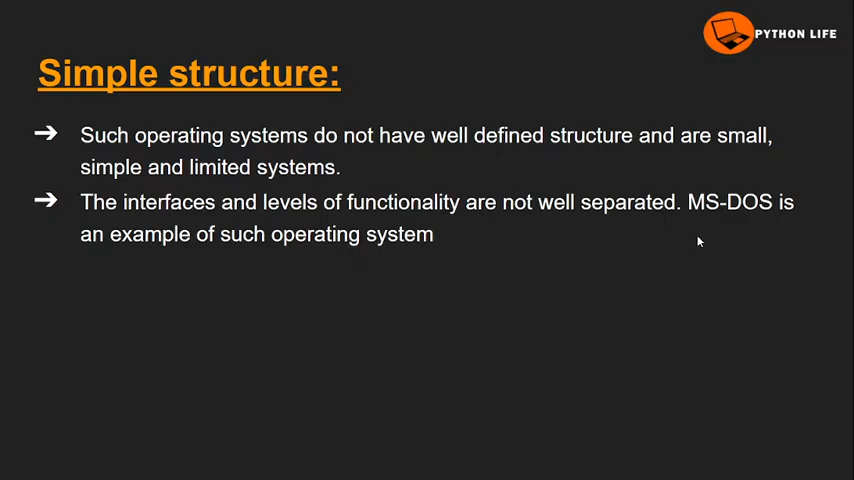 PYTHON LIFE
Simple structure:
➔ Such operating systems do not have well defined structure and are small,
simple and limited systems.
➔ The interfaces and levels of functionality are not well separated. MS-DOS is
an example of such operating system